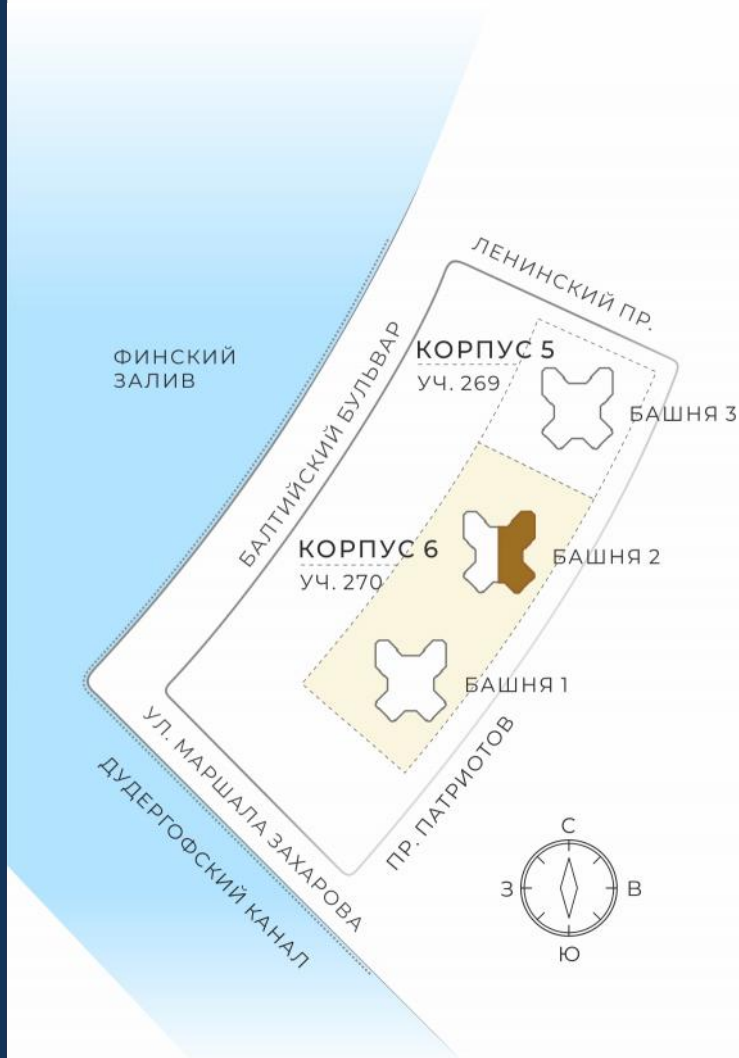 ЛЕНИНСКИЙ ПР.
ФИНСКИЙ
ЗАЛИВ
БАЛТИЙСКИЙ БУЛЬВАР
КОРПУС 5
УЧ. 269
БАШНЯ 3
КОРПУС 6
УЧ. 270
БАШНЯ 2
БАШНЯ 1
УЛ. МАРШАЛА ЗАХАРОВА
ДУДЕРГОФСКИЙ КАНАЛ
ПР. ПАТРИОТОВ
С
З
В
Ю